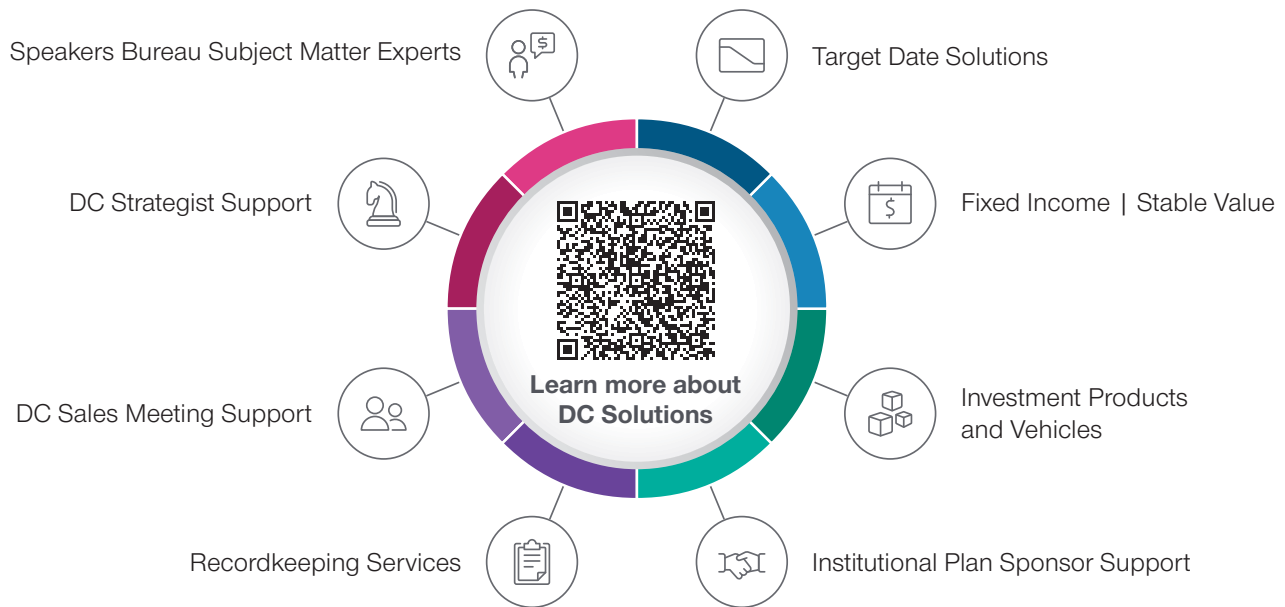 Speakers Bureau Subject Matter Experts
$
Target Date Solutions
DC Strategist Support
$
Fixed Income | Stable Value
Learn more about
DC Solutions
DC Sales Meeting Support
Investment Products
and Vehicles
Recordkeeping Services
Institutional Plan Sponsor Support